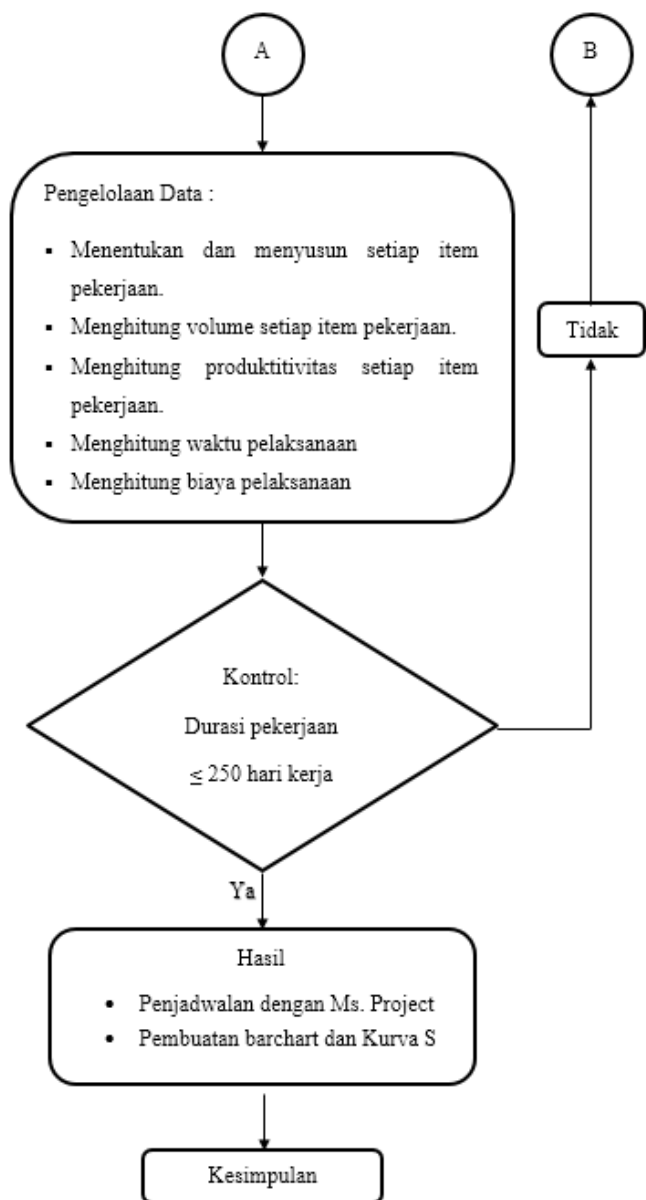 A
B
Pengelolaan Data :
▪ Menentukan dan menyusun setiap item
pekerjaan.
▪ Menghitung volume setiap item pekerjaan.
▪ Menghitung produktitivitas setiap item
pekerjaan.
▪ Menghitung waktu pelaksanaan
▪ Menghitung biaya pelaksanaan
Tidak
Kontrol:
Durasi pekerjaan
≤ 250 hari kerja
Ya
Hasil
• Penjadwalan dengan Ms. Project
• Pembuatan barchart dan Kurva S
Kesimpulan